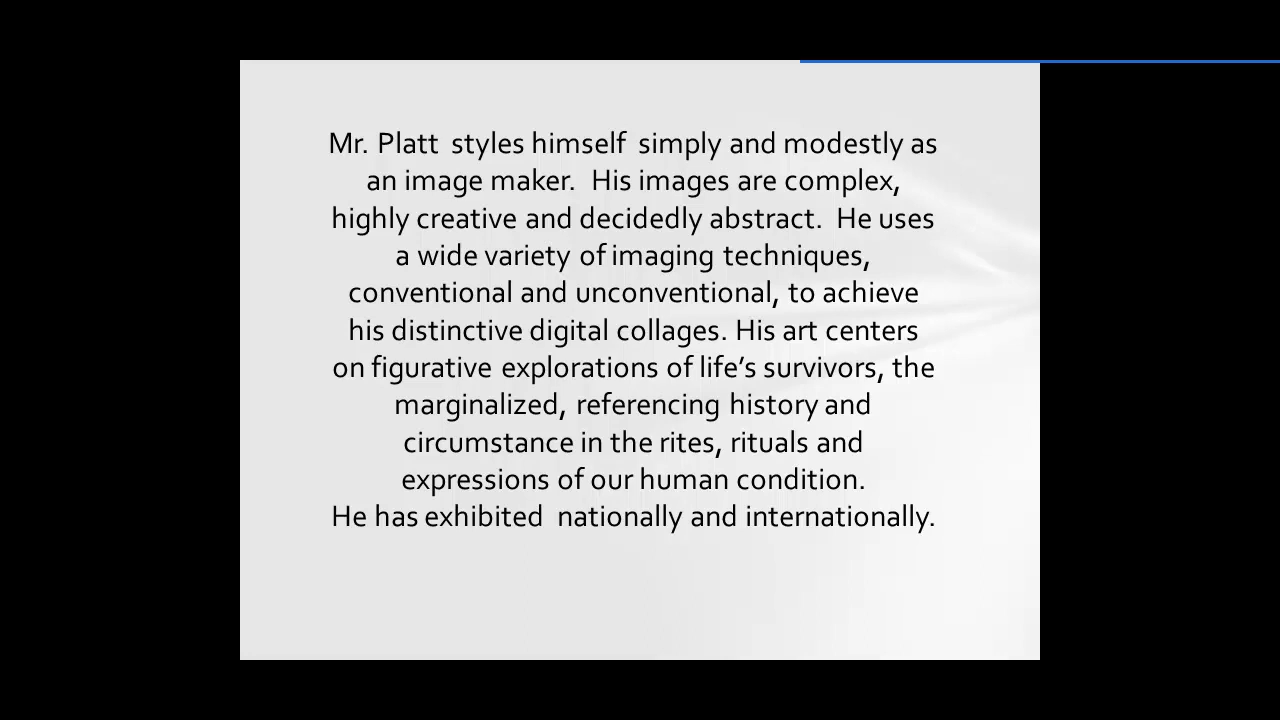 Mr. Platt styles himself simply and modestly as
an image maker. His images are complex,
highly creative and decidedly abstract. He uses
a wide variety of imaging techniques,
conventional and unconventional, to achieve
his distinctive digital collages. His art centers
on figurative explorations of life’s survivors, the
marginalized, referencing history and
circumstance in the rites, rituals and
expressions of our human condition.
He has exhibited nationally and internationally.